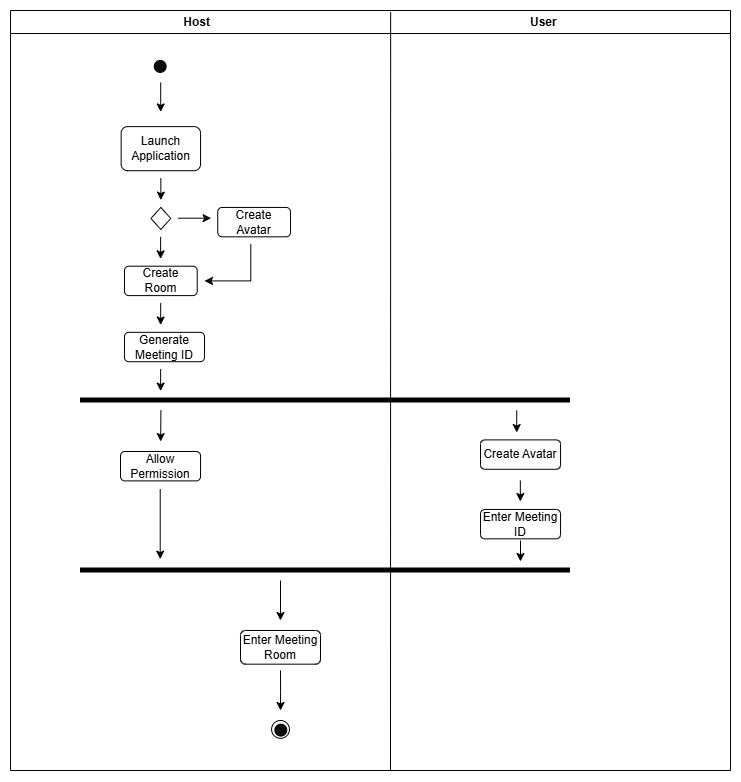 Host
User
Launch
Application
Create
Avatar
Create
Room
Generate
Meeting ID
Allow
Permission
Create Avatar
Enter Meeting
ID
Enter Meeting
Room